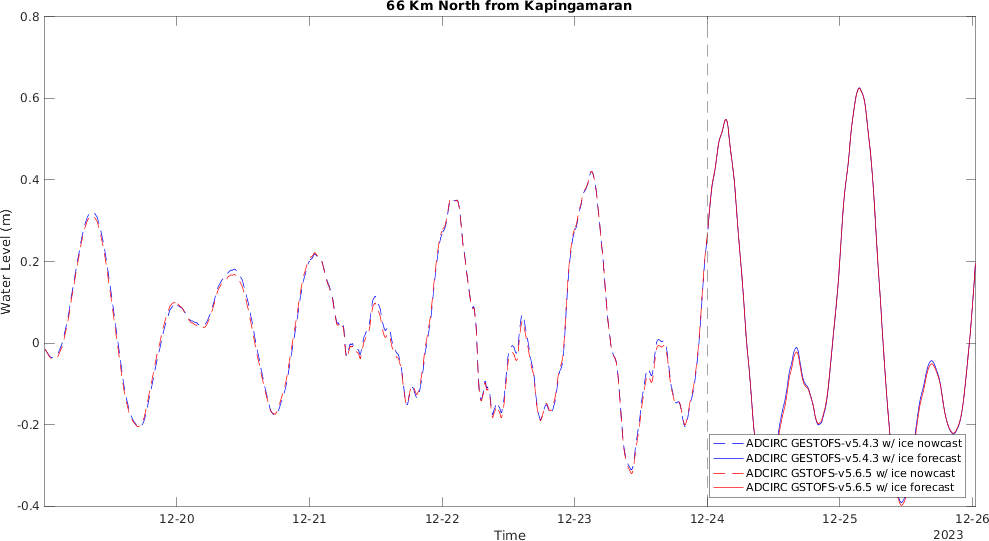 66 Km North from Kapingamaran
0.8
0.6
0.4
0.2
0
-0.2
-0.4
Water Level (m)
12-20
12-21
12-22
12-23
12-24
12-25
12-26
Time
2023
ADCIRC GESTOFS-v5.4.3 w/ ice nowcast
ADCIRC GESTOFS-v5.4.3 w/ ice forecast
ADCIRC GSTOFS-v5.6.5 w/ ice nowcast
ADCIRC GSTOFS-v5.6.5 w/ ice forecast